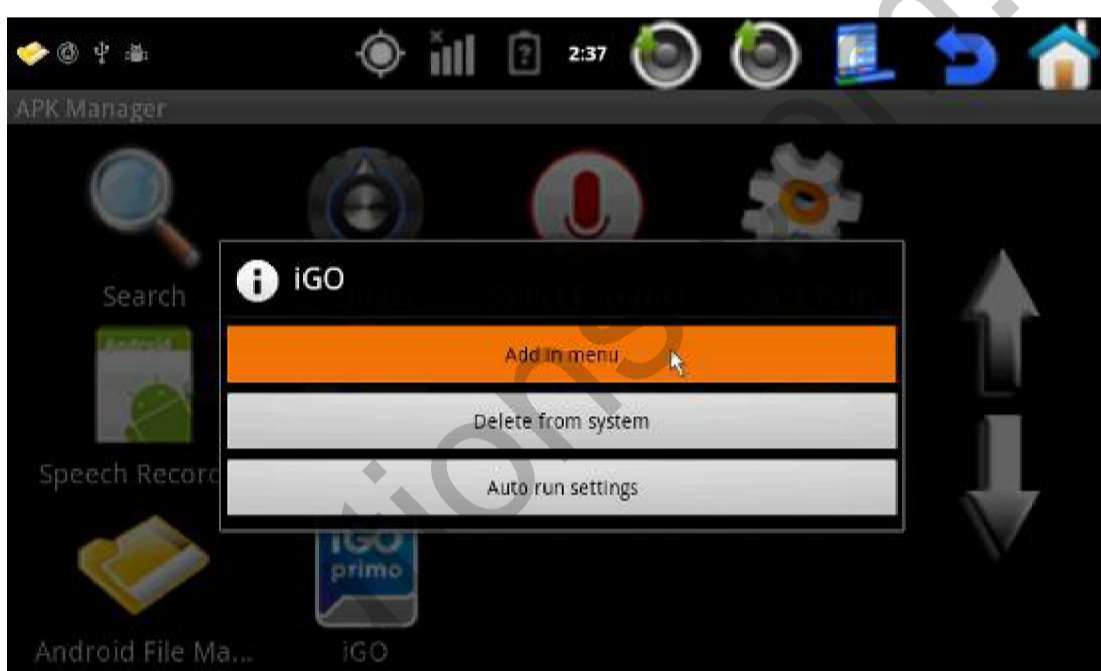 2:37
APK Manager
iGO
Search
Add in menu
Android
Delete from system
Speech Record
Auto run settings
iGO
primo
Android File Ma...
iGO